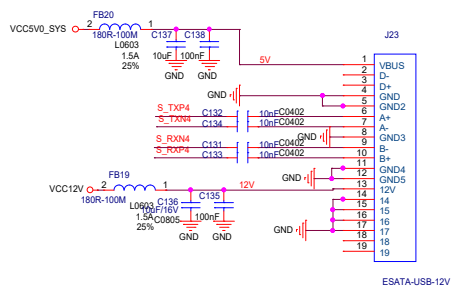 FB20
VCC5V0_SYS 2 1
180R-100M C137 C138
L0603
1.5A 10uF 100nF
25%
GND GND
5V
J23
1 VBUS
2 D-
3 D+
GND 4 GND
5 GND2
S_TXP4 C132 10nF C0402 6 A+
S_TXN4 C134 10nF C0402 7 A-
GND 8 GND3
S_RXN4 C131 10nF C0402 9 B-
S_RXP4 C133 10nF C0402 10 B+
11 GND4
GND 12 GND5
FB19
VCC12V 2 1 12V 13 12V
180R-100M L0603 C136 C135
1.5A 10uF/16V
25% C0805 100nF
GND GND
14 14
15 15
16 16
GND 17 17
18 18
19 19
ESATA-USB-12V